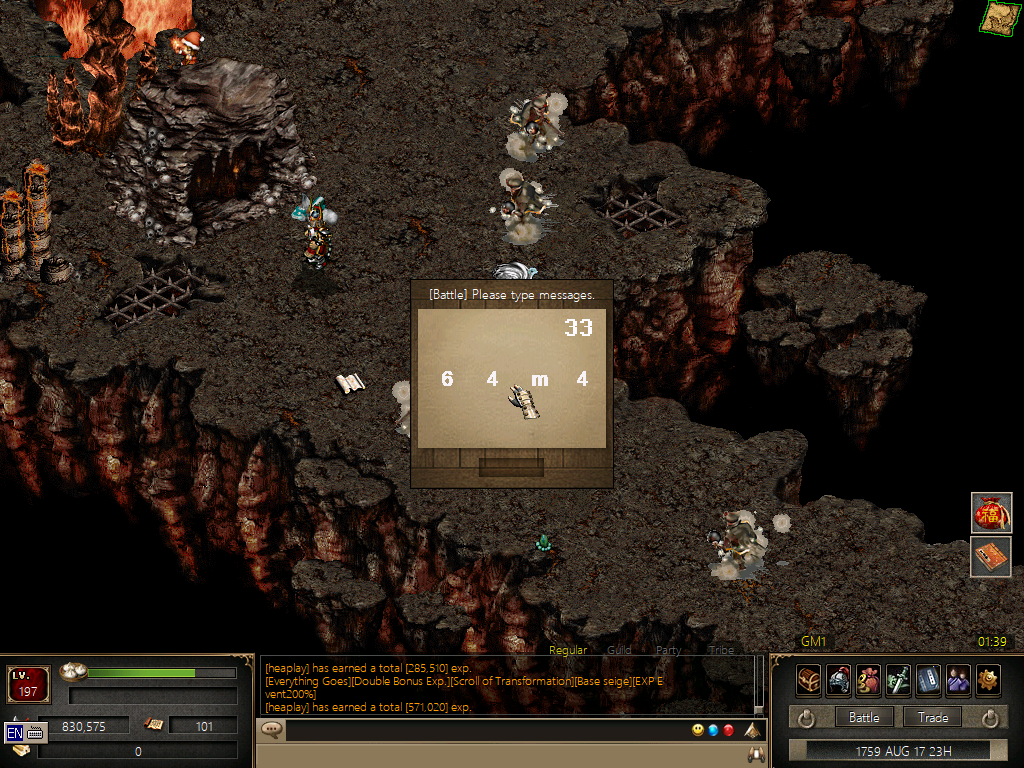 [Battle] Please type messages.
33
6 4 m 4
福
GM1
01:39
Regular Guild Party Tribe
LV.
197
[heaplay] has earned a total [285,510] exp.
[Everything Goes][Double Bonus Exp.][Scroll of Transformation][Base seige][EXP E
vent200%]
[heaplay] has earned a total [571,020] exp.
EN
830,575
101
0
Battle
Trade
1759 AUG 17 23H